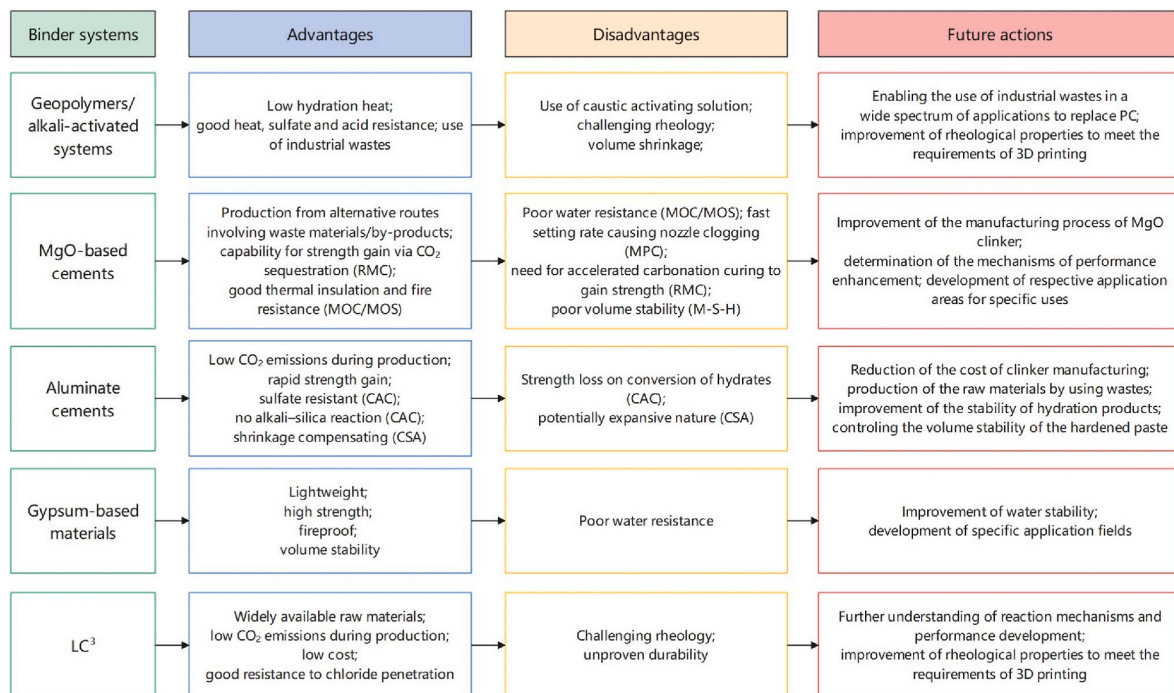 Binder systems
Advantages
Disadvantages
Future actions
Geopolymers/
alkali-activated
systems
Low hydration heat;
good heat, sulfate and acid resistance; use
of industrial wastes
Use of caustic activating solution;
challenging rheology;
volume shrinkage;
Enabling the use of industrial wastes in a
wide spectrum of applications to replace PC;
improvement of rheological properties to meet the
requirements of 3D printing
MgO-based
cements
Production from alternative routes
involving waste materials/by-products;
capability for strength gain via CO₂
sequestration (RMC);
good thermal insulation and fire
resistance (MOC/MOS)
Poor water resistance (MOC/MOS); fast
setting rate causing nozzle clogging
(MPC);
need for accelerated carbonation curing to
gain strength (RMC);
poor volume stability (M-S-H)
Improvement of the manufacturing process of MgO
clinker;
determination of the mechanisms of performance
enhancement; development of respective application
areas for specific uses
Aluminate
cements
Low CO₂ emissions during production;
rapid strength gain;
sulfate resistant (CAC);
no alkali–silica reaction (CAC);
shrinkage compensating (CSA)
Strength loss on conversion of hydrates
(CAC);
potentially expansive nature (CSA)
Reduction of the cost of clinker manufacturing;
production of the raw materials by using wastes;
improvement of the stability of hydration products;
controling the volume stability of the hardened paste
Gypsum-based
materials
Lightweight;
high strength;
fireproof;
volume stability
Poor water resistance
Improvement of water stability;
development of specific application fields
LC³
Widely available raw materials;
low CO₂ emissions during production;
low cost;
good resistance to chloride penetration
Challenging rheology;
unproven durability
Further understanding of reaction mechanisms and
performance development;
improvement of rheological properties to meet the
requirements of 3D printing